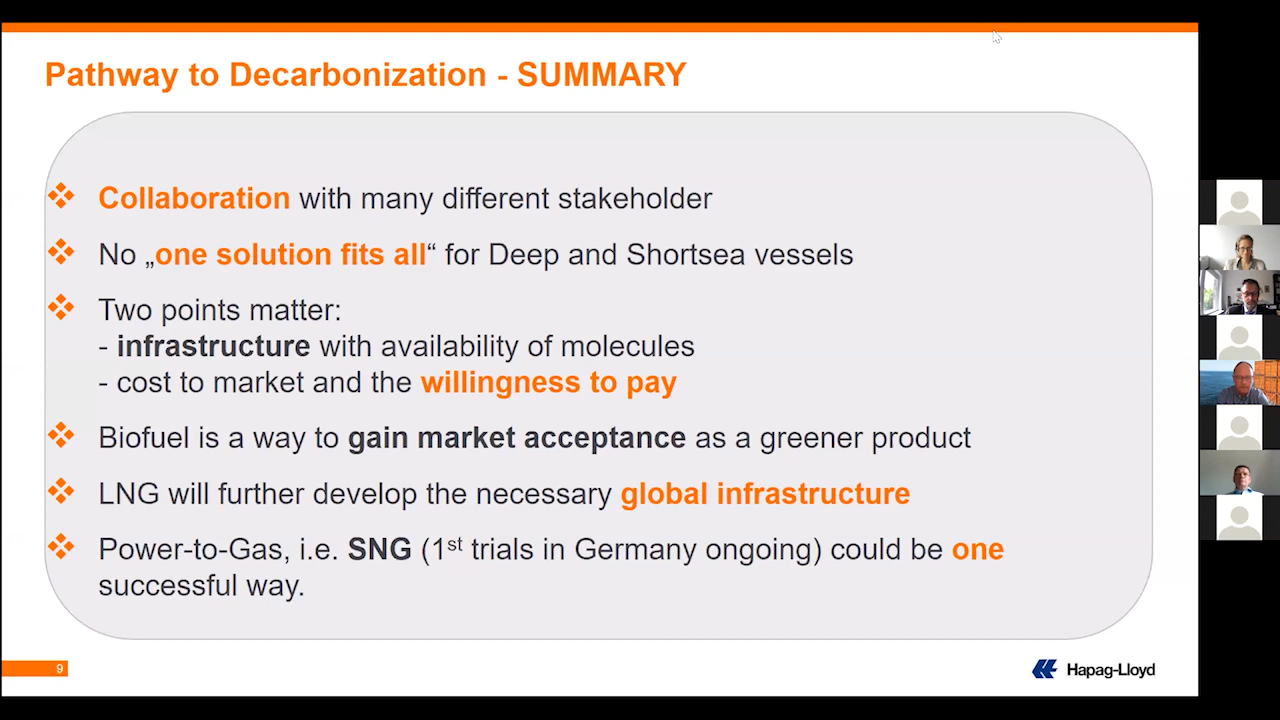 Pathway to Decarbonization - SUMMARY
Collaboration with many different stakeholder
No „one solution fits all“ for Deep and Shortsea vessels
Two points matter:
- infrastructure with availability of molecules
- cost to market and the willingness to pay
Biofuel is a way to gain market acceptance as a greener product
LNG will further develop the necessary global infrastructure
Power-to-Gas, i.e. SNG (1st trials in Germany ongoing) could be one
successful way.
9
Hapag-Lloyd